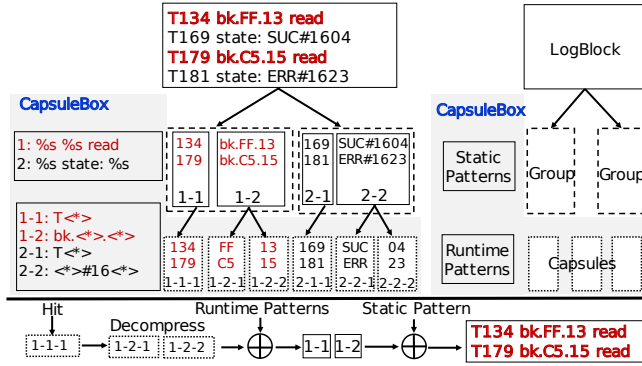 T134 bk.FF.13 read
T169 state: SUC#1604
T179 bk.C5.15 read
T181 state: ERR#1623
LogBlock
CapsuleBox
CapsuleBox
1: %s %s read
2: %s state: %s
134
179
1-1
bk.FF.13
bk.C5.15
1-2
169
181
2-1
SUC#1604
ERR#1623
2-2
Static
Patterns
Group
Group
1-1: T<*>
1-2: bk.<*>.<*>
2-1: T<*>
2-2: <*>#16<*>
134
179
1-1-1
FF
C5
1-2-1
13
15
1-2-2
169
181
2-1-1
SUC
ERR
2-2-1
04
23
2-2-2
Runtime
Patterns
Capsules
Hit
Decompress
Runtime Patterns
Static Pattern
1-1-1
1-2-1
1-2-2
1-1
1-2
T134 bk.FF.13 read
T179 bk.C5.15 read